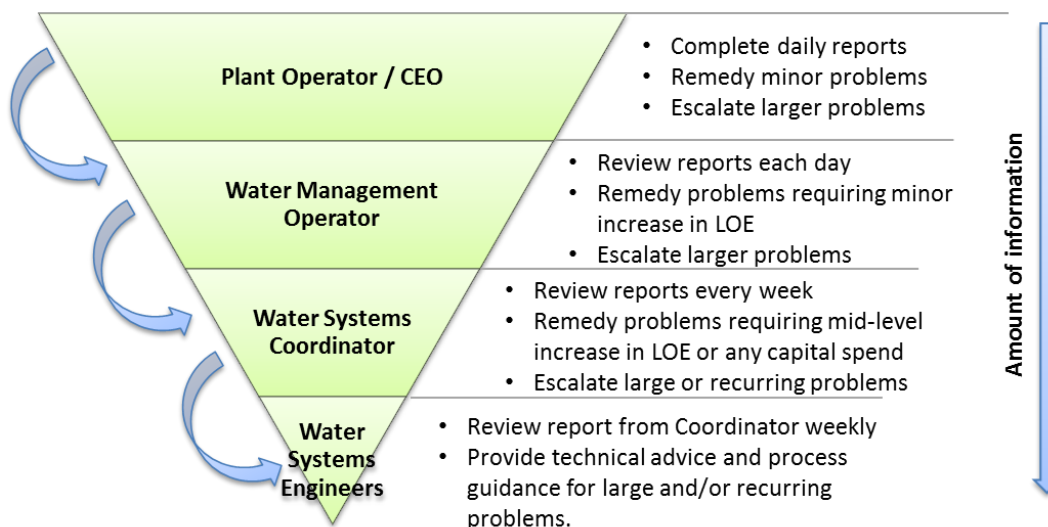 Plant Operator / CEO
• Complete daily reports
• Remedy minor problems
• Escalate larger problems
Water Management
Operator
• Review reports each day
• Remedy problems requiring minor
increase in LOE
• Escalate larger problems
Water Systems
Coordinator
• Review reports every week
• Remedy problems requiring mid-level
increase in LOE or any capital spend
• Escalate large or recurring problems
Water
Systems
Engineers
• Review report from Coordinator weekly
• Provide technical advice and process
guidance for large and/or recurring
problems.
Amount of information